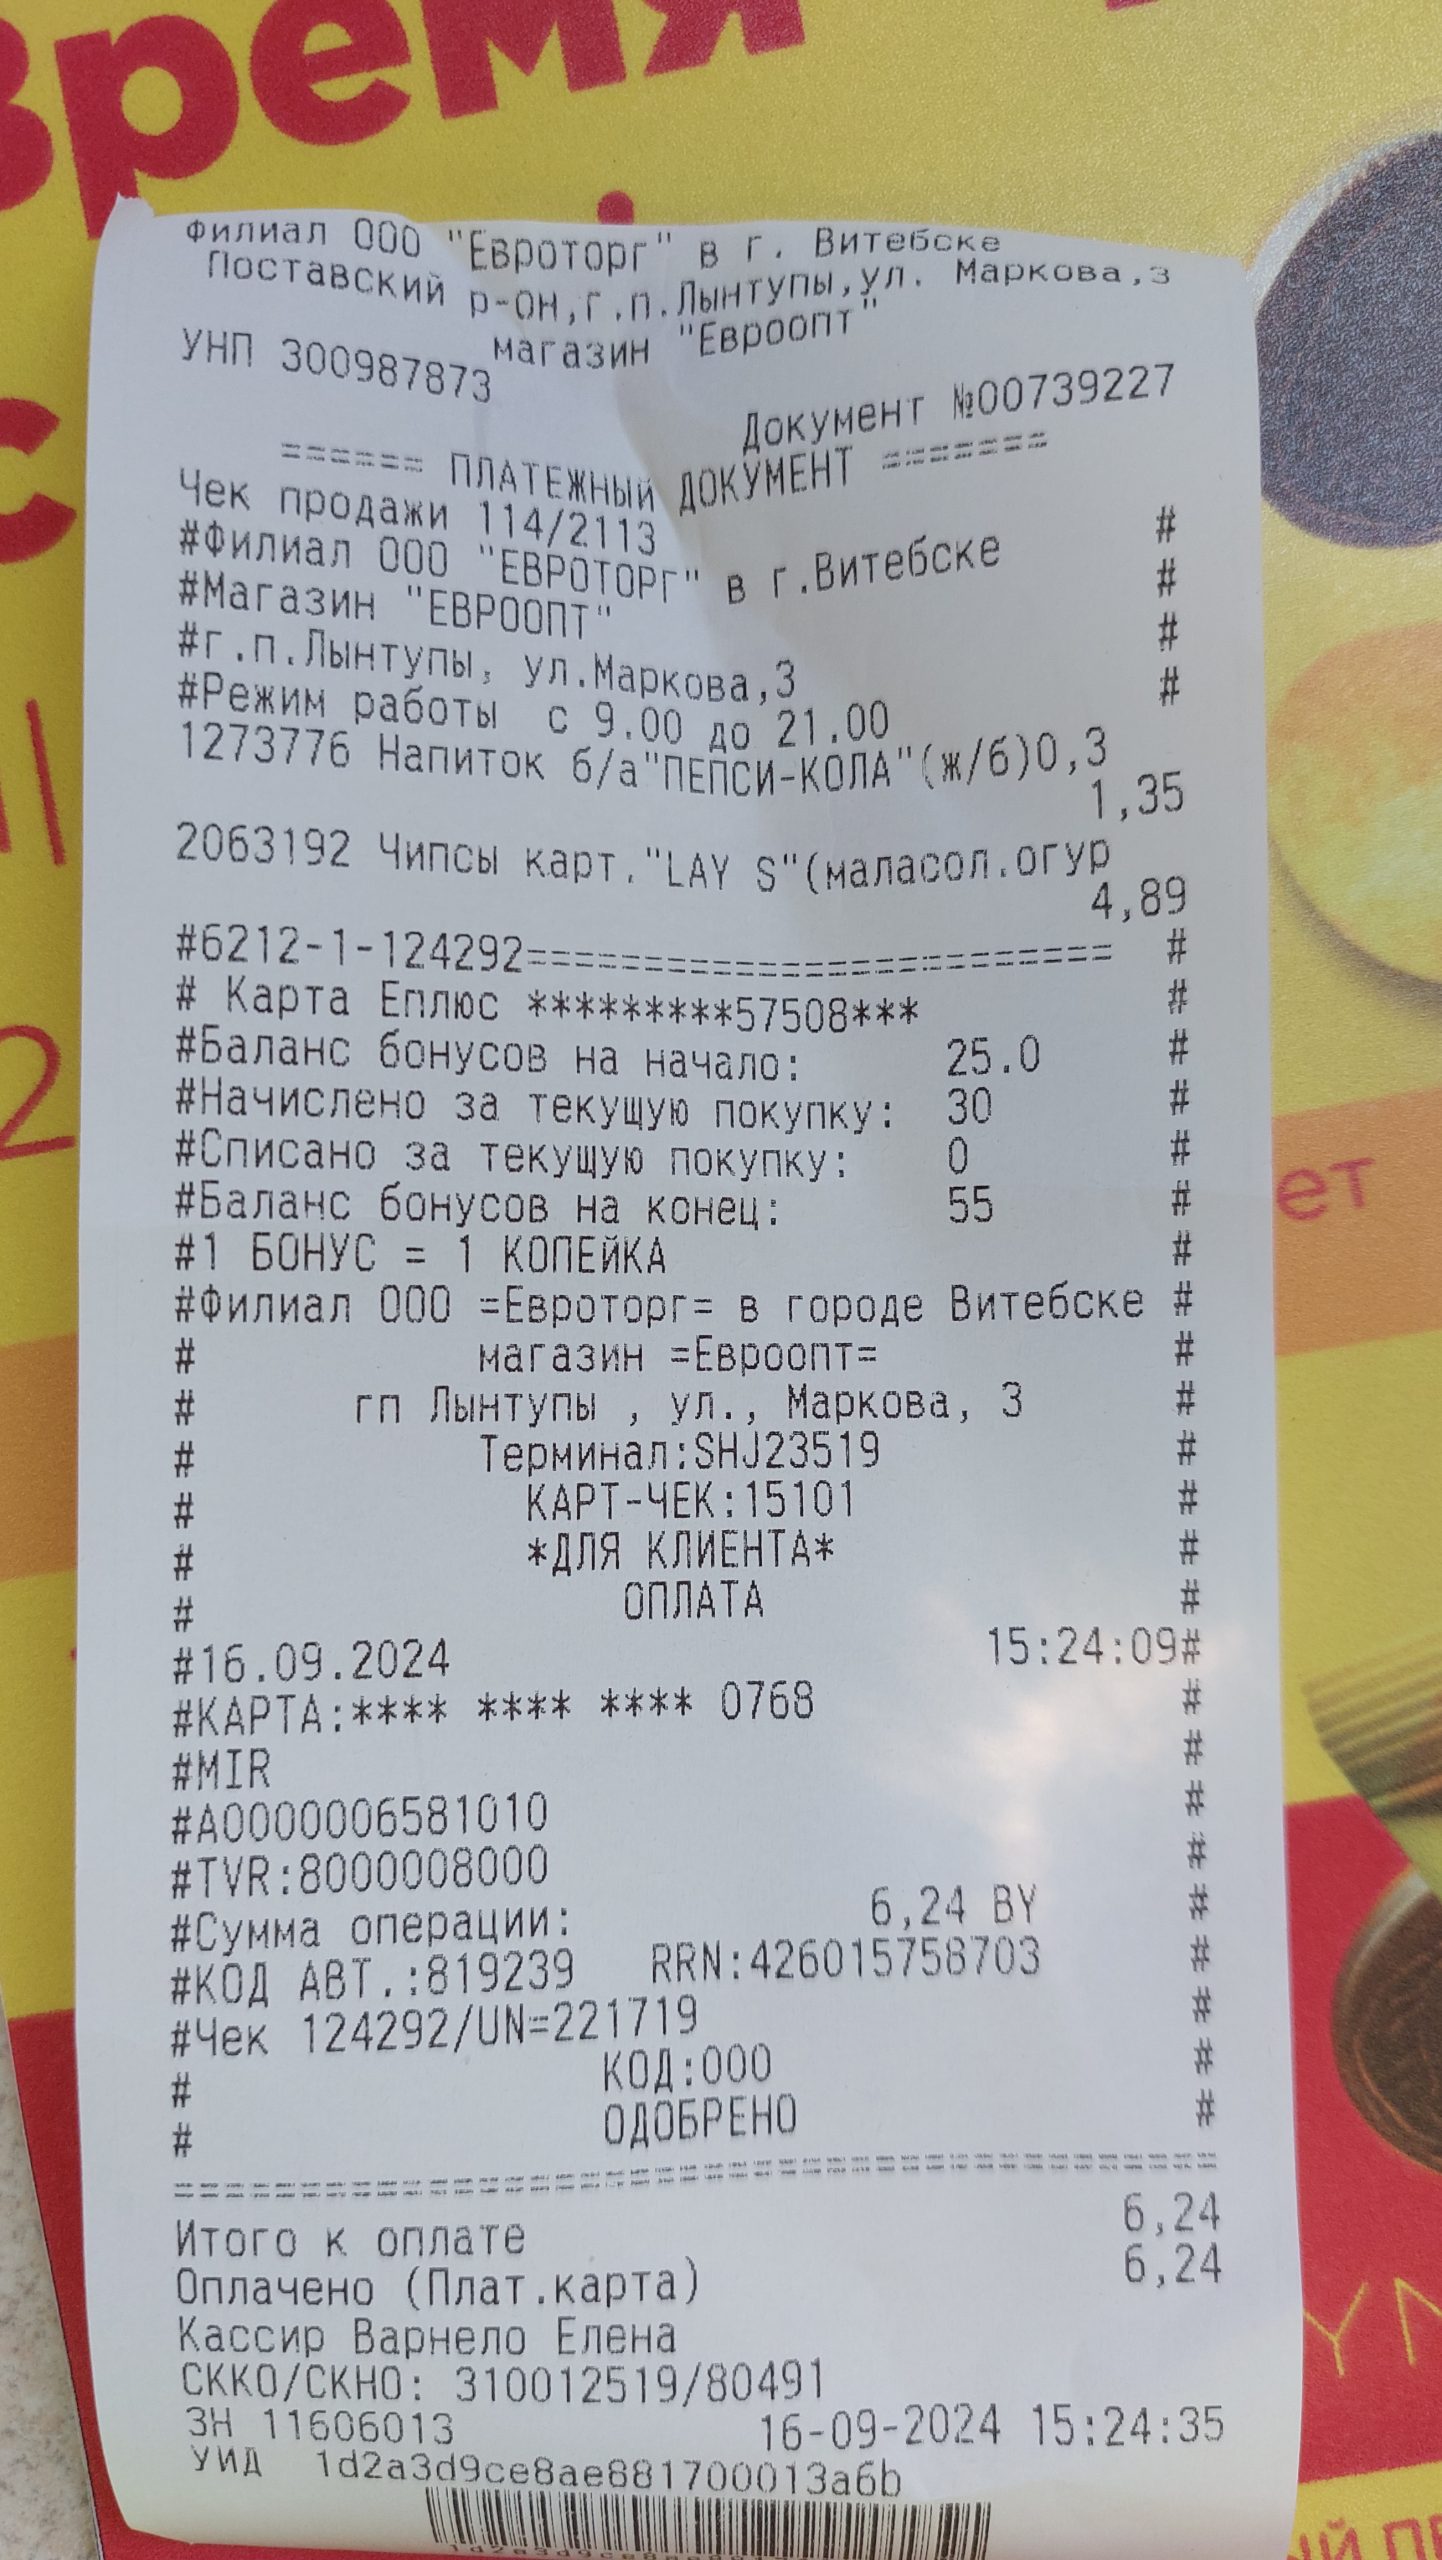 время
филиал ООО "Евроторг" в г. Витебске
Поставский р-он,г.п.Лынтупы,ул. Маркова,3
магазин "Евроопт"
УНП 300987873
Документ №00739227
====== ПЛАТЕЖНЫЙ ДОКУМЕНТ =======
Чек продажи 114/2113
#Филиал ООО "ЕВРОТОРГ" в г.Витебске #
#Магазин "ЕВРООПТ" #
#г.п.Лынтупы, ул.Маркова,3 #
#Режим работы с 9.00 до 21.00 #
1273776 Напиток б/а"ПЕПСИ-КОЛА"(ж/б)0,3
1,35
2063192 Чипсы карт."LAY S"(маласол.огур
4,89
#6212-1-124292========================= #
# Карта Еплюс *********57508*** #
#Баланс бонусов на начало: 25.0 #
#Начислено за текущую покупку: 30 #
#Списано за текущую покупку: 0 #
#Баланс бонусов на конец: 55 #
#1 БОНУС = 1 КОПЕЙКА #
#Филиал ООО =Евроторг= в городе Витебске #
# магазин =Евроопт= #
# гп Лынтупы , ул., Маркова, 3 #
# Терминал:SHJ23519 #
# КАРТ-ЧЕК:15101 #
# *ДЛЯ КЛИЕНТА* #
# ОПЛАТА #
#16.09.2024 15:24:09#
#КАРТА:**** **** **** 0768 #
#MIR #
#A0000006581010 #
#TVR:8000008000 #
#Сумма операции: 6,24 BY #
#КОД АВТ.:819239 RRN:426015758703 #
#Чек 124292/UN=221719 #
# КОД:000 #
# ОДОБРЕНО #
========================================
Итого к оплате 6,24
Оплачено (Плат.карта) 6,24
Кассир Варнело Елена
СККО/СКНО: 310012519/80491
ЗН 11606013 16-09-2024 15:24:35
УИД 1d2a3d9ce8ae881700013a6b